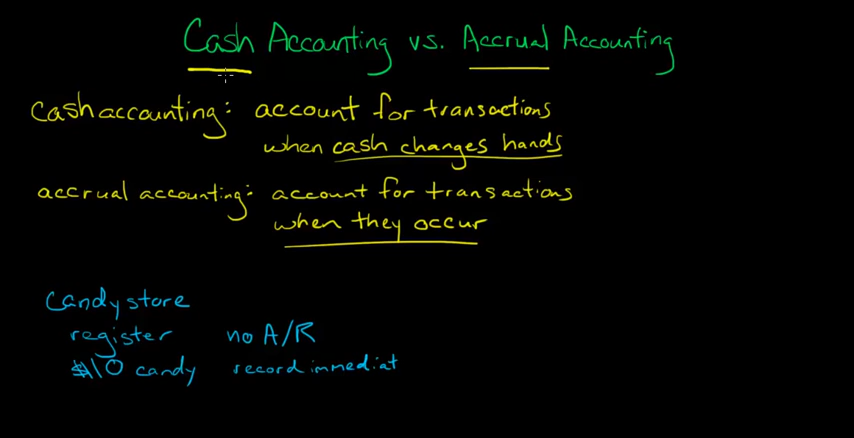 Cash Accounting vs. Accrual Accounting
cash accounting: account for transactions
when cash changes hands
accrual accounting: account for transactions
when they occur
Candy store
register no A/R
$10 candy record immediat